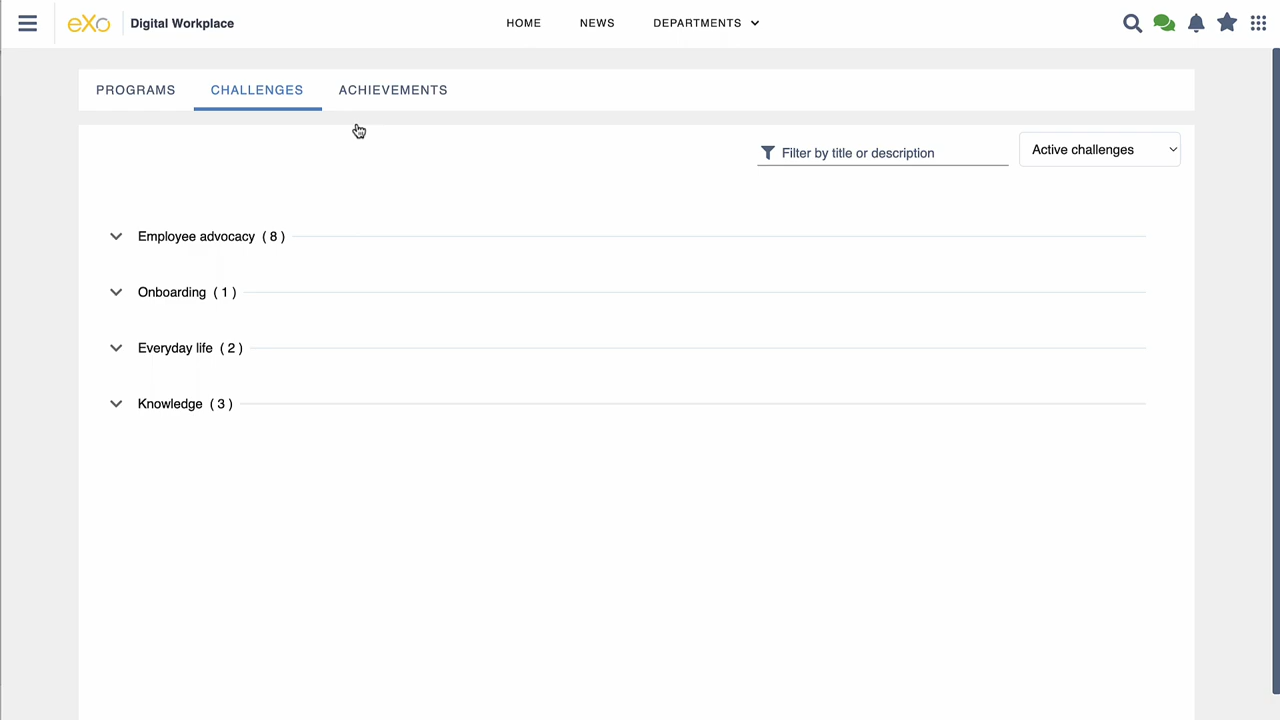 eXo Digital Workplace HOME NEWS DEPARTMENTS
PROGRAMS CHALLENGES ACHIEVEMENTS
Filter by title or description Active challenges
Employee advocacy ( 8 )
Onboarding ( 1 )
Everyday life ( 2 )
Knowledge ( 3 )